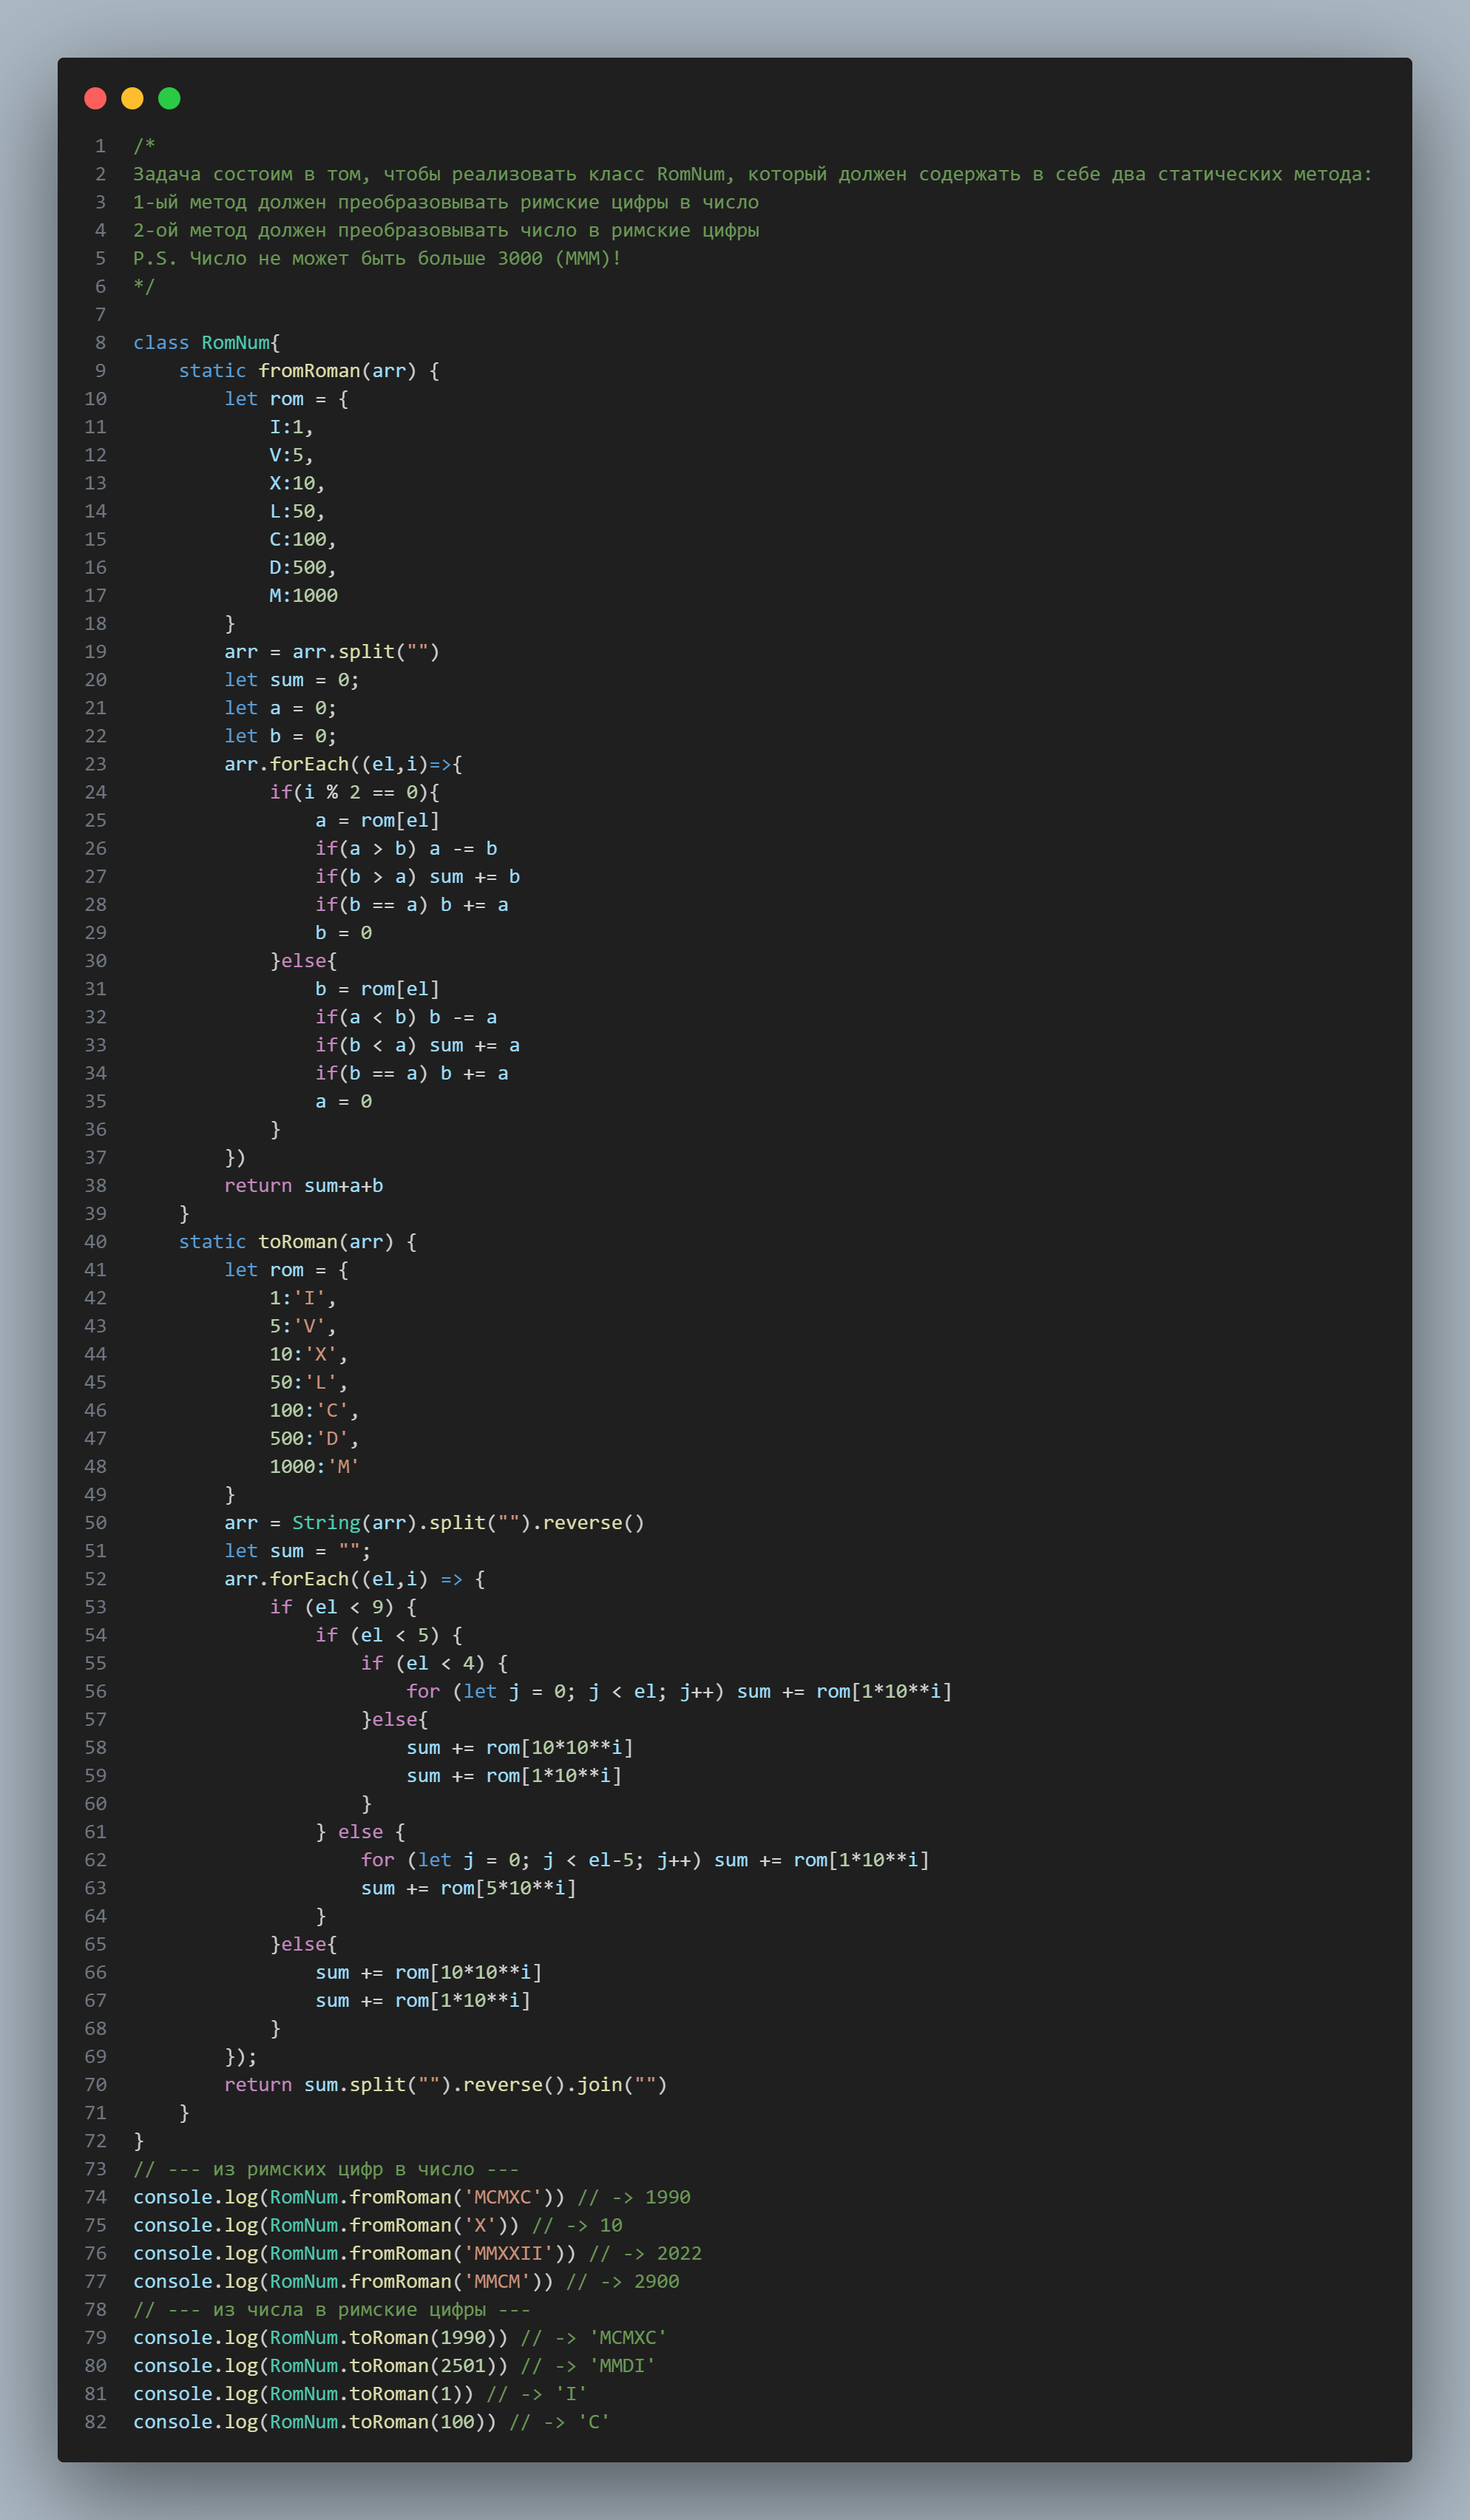 1 /*
2 Задача состоим в том, чтобы реализовать класс RomNum, который должен содержать в себе два статических метода:
3 1-ый метод должен преобразовывать римские цифры в число
4 2-ой метод должен преобразовывать число в римские цифры
5 P.S. Число не может быть больше 3000 (MMM)!
6 */
7
8 class RomNum{
9     static fromRoman(arr) {
10         let rom = {
11             I:1,
12             V:5,
13             X:10,
14             L:50,
15             C:100,
16             D:500,
17             M:1000
18         }
19         arr = arr.split("")
20         let sum = 0;
21         let a = 0;
22         let b = 0;
23         arr.forEach((el,i)=>{
24             if(i % 2 == 0){
25                 a = rom[el]
26                 if(a > b) a -= b
27                 if(b > a) sum += b
28                 if(b == a) b += a
29                 b = 0
30             }else{
31                 b = rom[el]
32                 if(a < b) b -= a
33                 if(b < a) sum += a
34                 if(b == a) b += a
35                 a = 0
36             }
37         })
38         return sum+a+b
39     }
40     static toRoman(arr) {
41         let rom = {
42             1:'I',
43             5:'V',
44             10:'X',
45             50:'L',
46             100:'C',
47             500:'D',
48             1000:'M'
49         }
50         arr = String(arr).split("").reverse()
51         let sum = "";
52         arr.forEach((el,i) => {
53             if (el < 9) {
54                 if (el < 5) {
55                     if (el < 4) {
56                         for (let j = 0; j < el; j++) sum += rom[1*10**i]
57                     }else{
58                         sum += rom[10*10**i]
59                         sum += rom[1*10**i]
60                     }
61                 } else {
62                     for (let j = 0; j < el-5; j++) sum += rom[1*10**i]
63                     sum += rom[5*10**i]
64                 }
65             }else{
66                 sum += rom[10*10**i]
67                 sum += rom[1*10**i]
68             }
69         });
70         return sum.split("").reverse().join("")
71     }
72 }
73 // --- из римских цифр в число ---
74 console.log(RomNum.fromRoman('MCMXC')) // -> 1990
75 console.log(RomNum.fromRoman('X')) // -> 10
76 console.log(RomNum.fromRoman('MMXXII')) // -> 2022
77 console.log(RomNum.fromRoman('MMCM')) // -> 2900
78 // --- из числа в римские цифры ---
79 console.log(RomNum.toRoman(1990)) // -> 'MCMXC'
80 console.log(RomNum.toRoman(2501)) // -> 'MMDI'
81 console.log(RomNum.toRoman(1)) // -> 'I'
82 console.log(RomNum.toRoman(100)) // -> 'C'